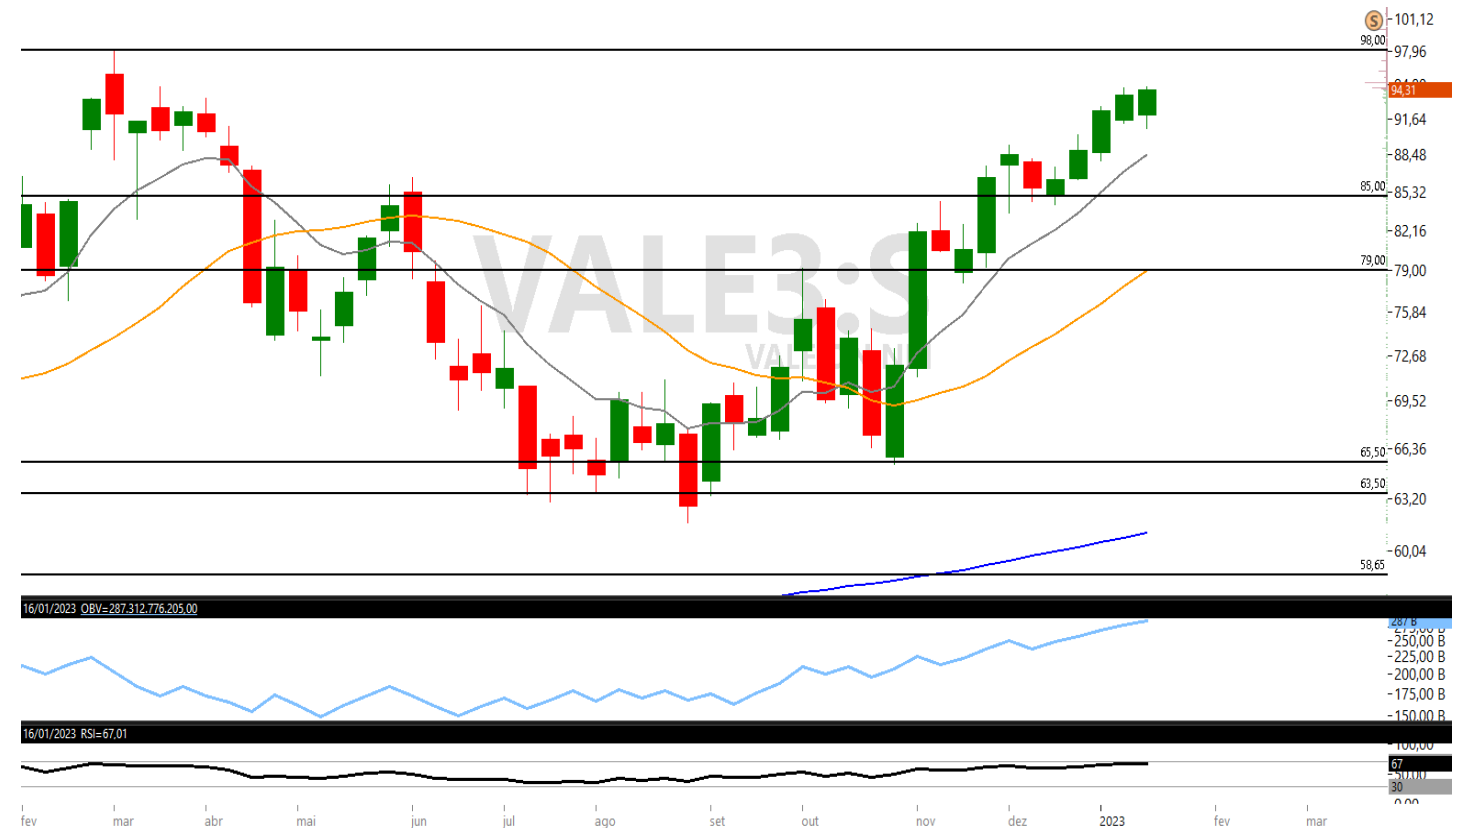 S
101,12
98,00
97,96
94,31
91,64
88,48
85,00
85,32
82,16
VALE3:S
79,00
79,00
75,84
72,68
69,52
65,50
66,36
63,50
63,20
60,04
58,65
16/01/2023 OBV=287.312.776.205,00
287 B
250,00 B
225,00 B
200,00 B
175,00 B
150,00 B
16/01/2023 RSI=67,01
100,00
67
50,00
30
0,00
fev mar abr mai jun jul ago set out nov dez 2023 fev mar